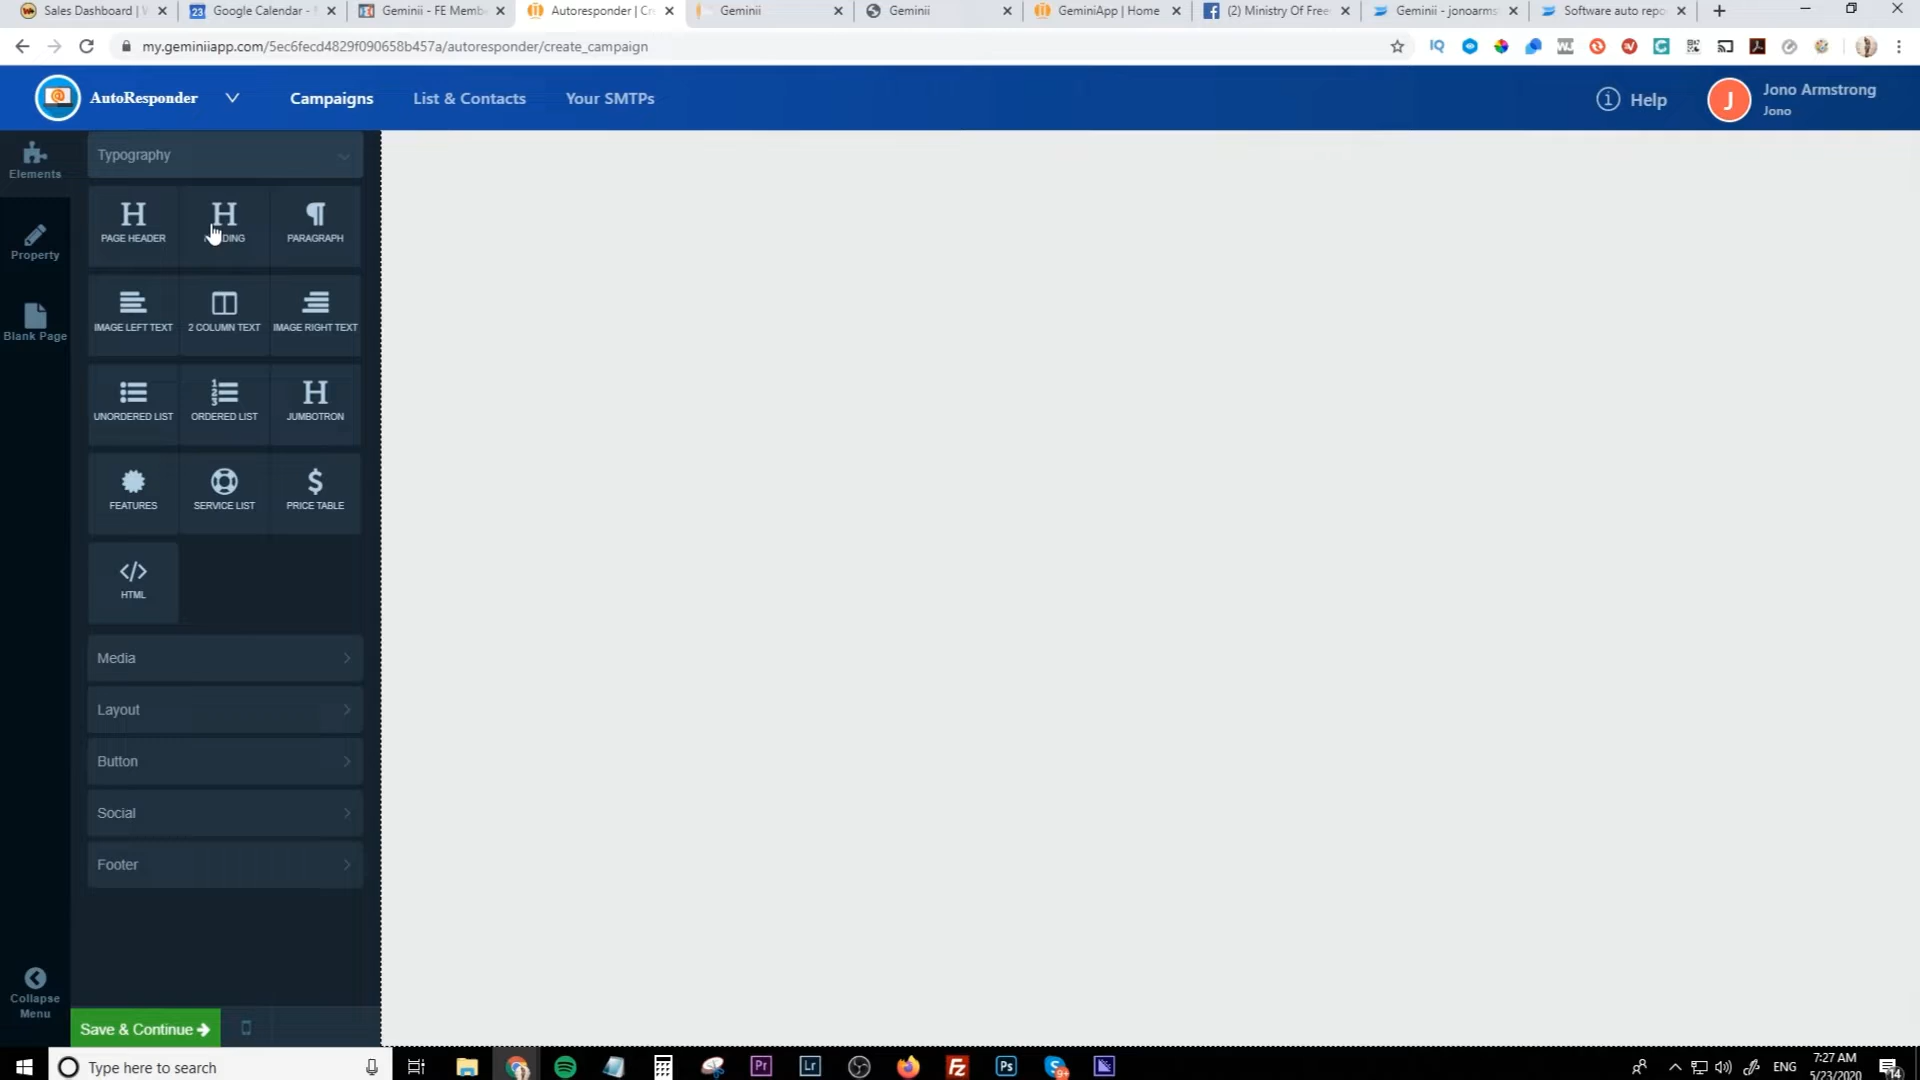 Sales Dashboard | W
Google Calendar -
Geminii - FE Membe
Autoresponder | Cr
Geminii
Geminii
GeminiApp | Home
(2) Ministry Of Free
Geminii - jonoarms
Software auto repo
my.geminiiapp.com/5ec6fecd4829f090658b457a/autoresponder/create_campaign
AutoResponder
Campaigns
List & Contacts
Your SMTPs
Help
J
Jono Armstrong
Jono
Elements
Property
Blank Page
Typography
PAGE HEADER
DING
PARAGRAPH
IMAGE LEFT TEXT
2 COLUMN TEXT
IMAGE RIGHT TEXT
UNORDERED LIST
ORDERED LIST
JUMBOTRON
FEATURES
SERVICE LIST
PRICE TABLE
HTML
Media
Layout
Button
Social
Footer
Collapse
Menu
Save & Continue
Type here to search
ENG
7:27 AM
5/23/2020